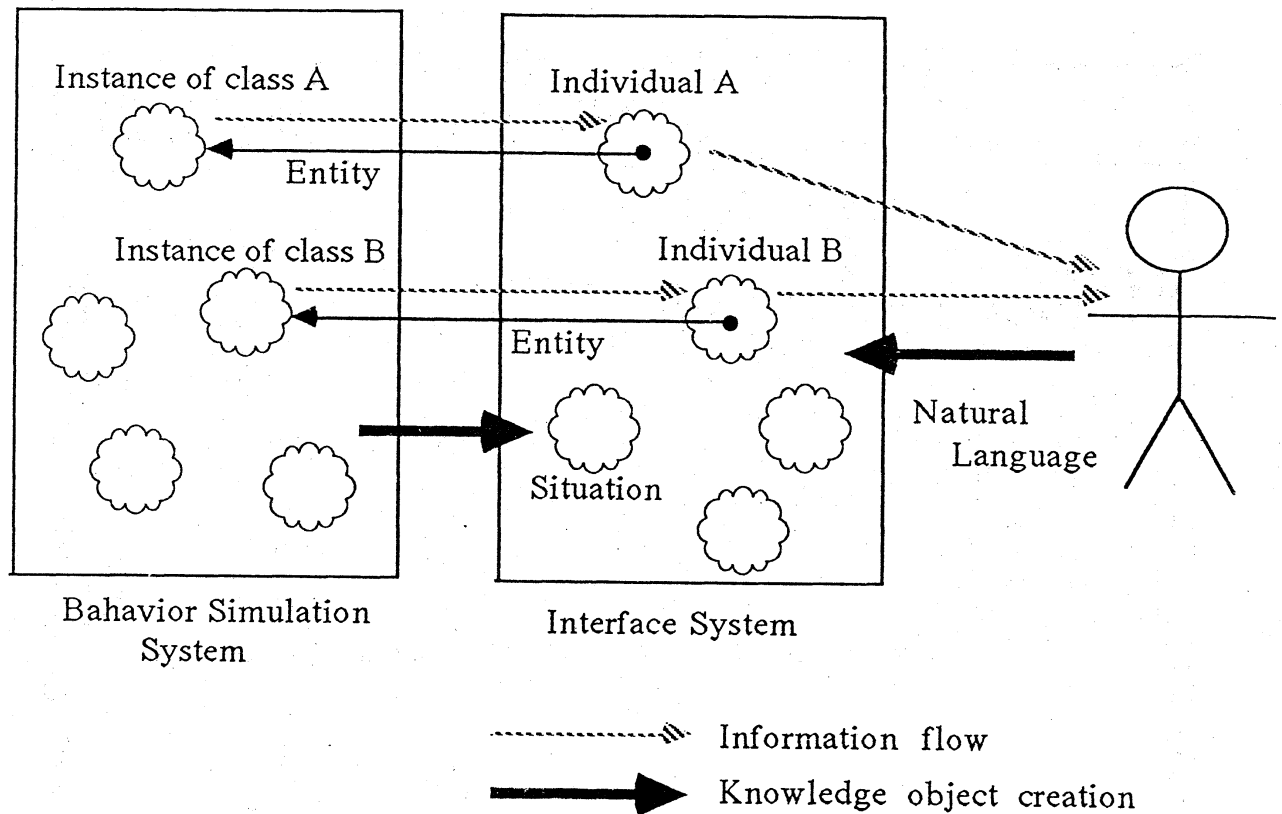 Instance of class A
Individual A
Entity
Instance of class B
Individual B
Entity
Natural
Language
Situation
Bahavior Simulation
System
Interface System
Information flow
Knowledge object creation